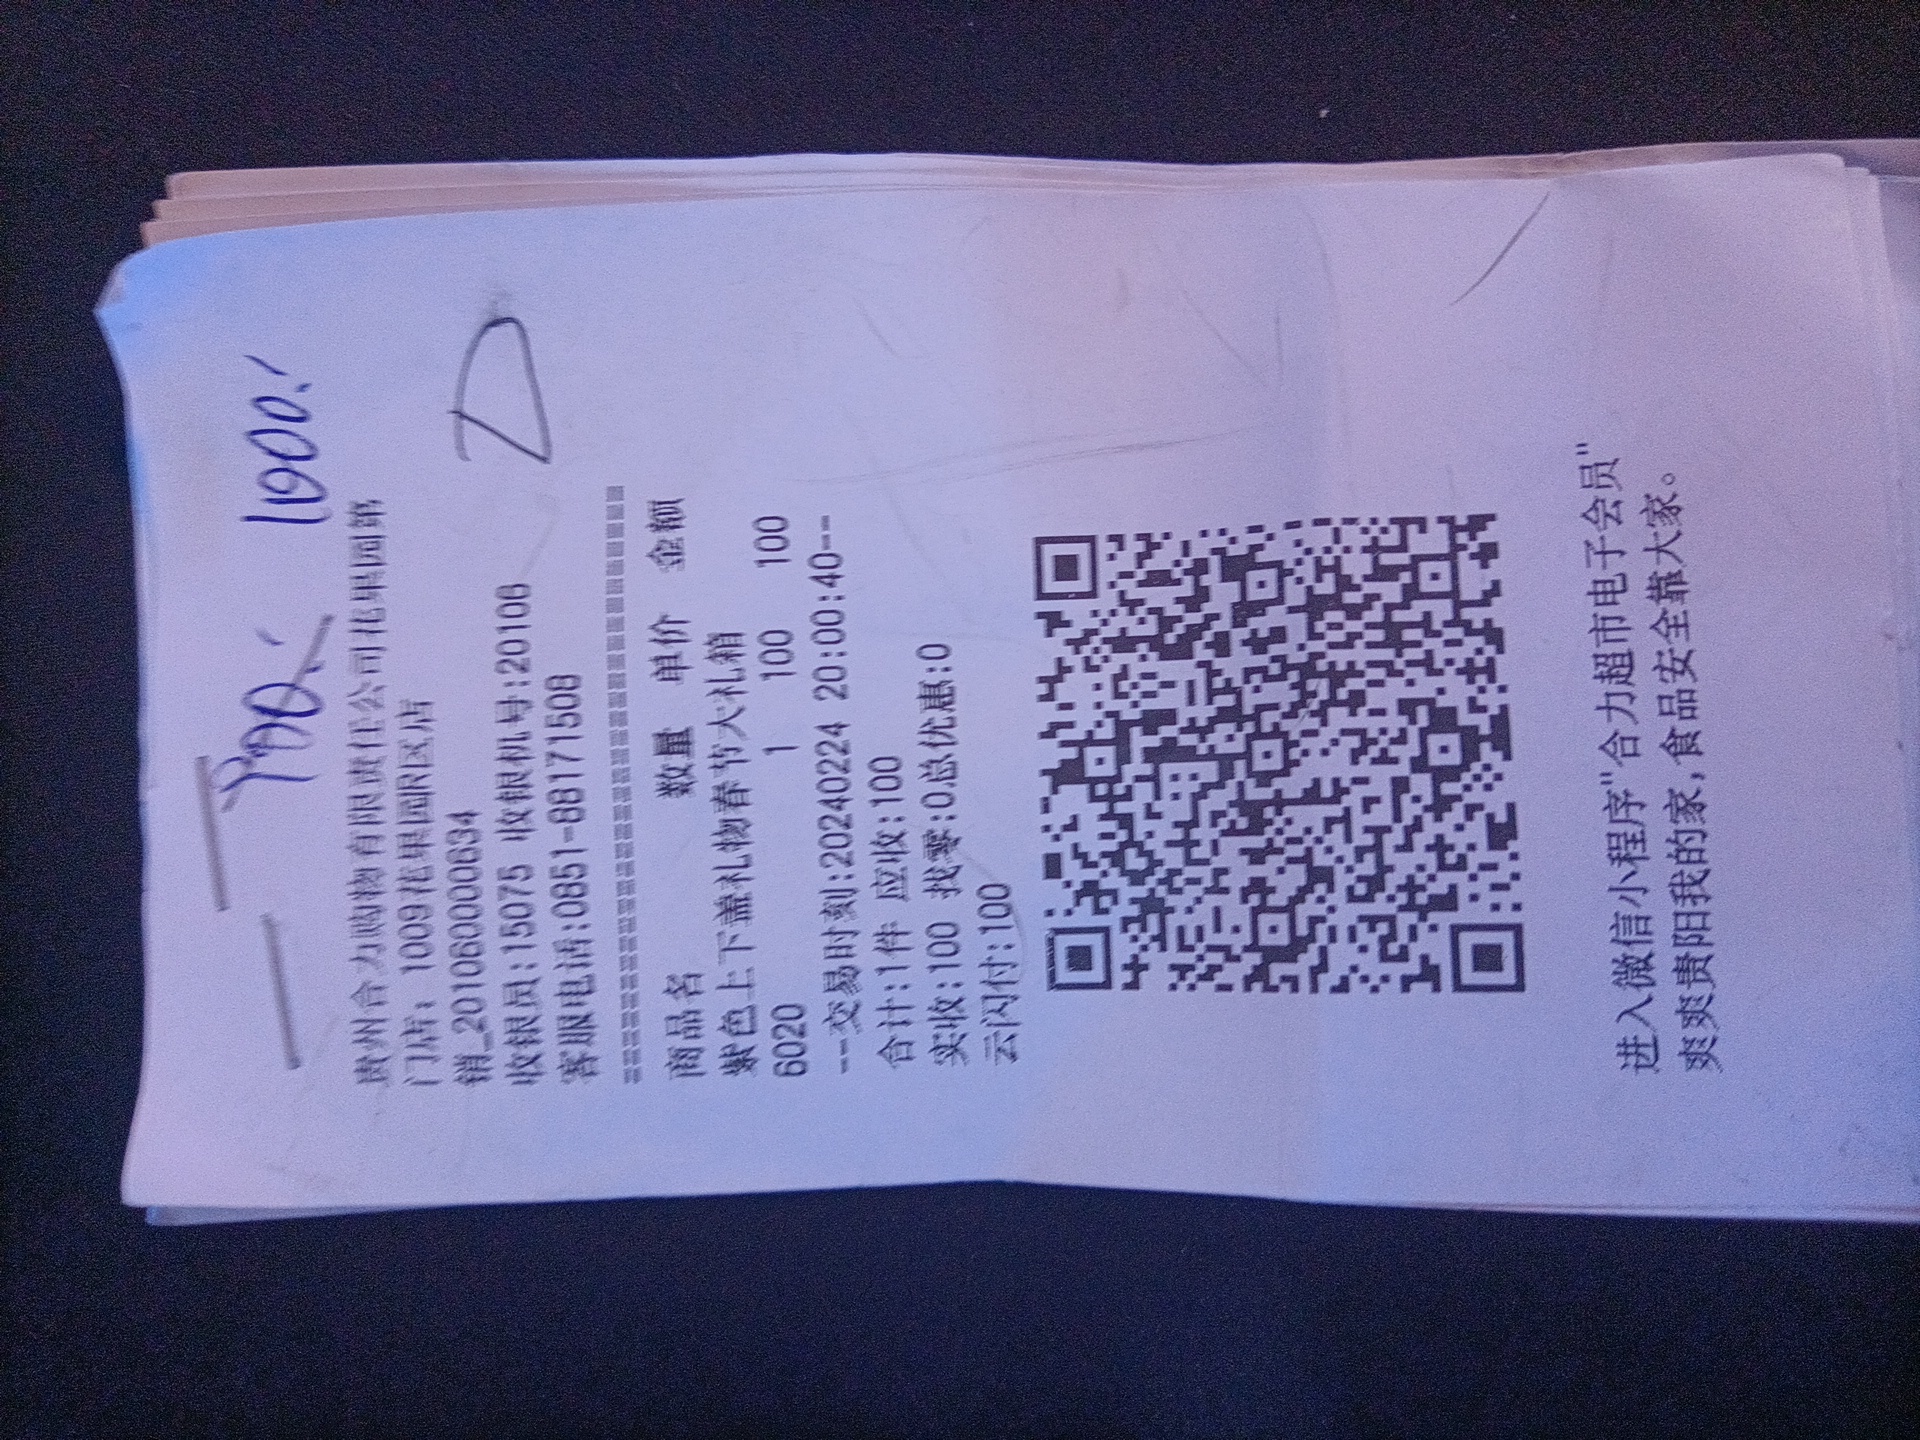 1900.
贵州合力购物有限责任公司花果园第
门店: 1009花果园R区店
销_201060000634
收银员:15075 收银机号:20106
客服电话:0851-88171508
==============================
商品名 数量 单价 金额
紫色上下盖礼物春节大礼箱
6020 1 100 100
--交易时刻:20240224 20:00:40--
合计:1件 应收:100
实收:100 找零:0总优惠:0
云闪付:100
进入微信小程序"合力超市电子会员"
爽爽贵阳我的家,食品安全靠大家。